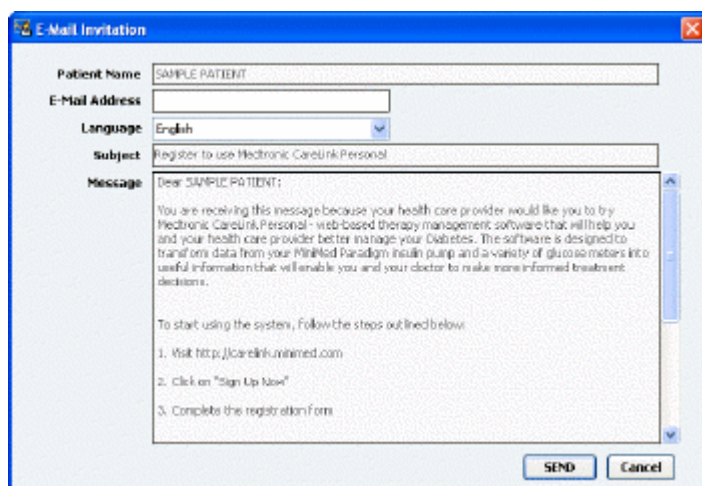 E-Mail Invitation
Patient Name SAMPLE PATIENT
E-Mail Address
Language English
Subject Register to use Medtronic CareLink Personal
Message Dear SAMPLE PATIENT:
You are receiving this message because your health care provider would like you to try
Medtronic CareLink Personal - web-based therapy management software that will help you
and your health care provider better manage your Diabetes. The software is designed to
transform data from your MiniMed Paradigm insulin pump and a variety of glucose meters into
useful information that will enable you and your doctor to make more informed treatment
decisions.
To start using the system, follow the steps outlined below:
1. Visit http://carelink.minimed.com
2. Click on "Sign Up Now"
3. Complete the registration form
SEND Cancel